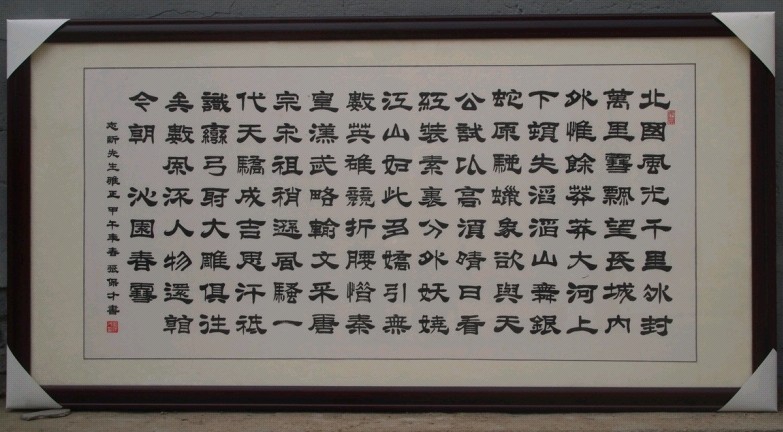 北國風光千里冰封
萬里雪飄望長城內
外惟餘莽莽大河上
下頓失滔滔山舞銀
蛇原馳蠟象欲與天
公試比高須晴日看
紅裝素裹分外妖嬈
江山如此多嬌引無
數英雄競折腰惜秦
皇漢武略輸文采唐
宗宋祖稍遜風騷一
代天驕成吉思汗祗
識彎弓射大雕俱往
矣數風流人物還看
今朝 沁園春雪
先生雅正 甲午春 書